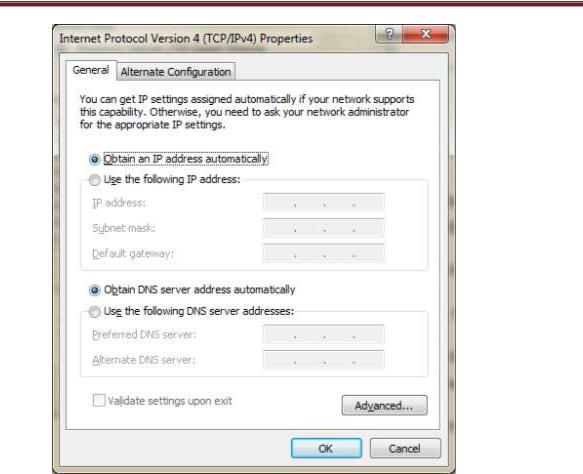 Internet Protocol Version 4 (TCP/IPv4) Properties
?
X
General
Alternate Configuration
You can get IP settings assigned automatically if your network supports
this capability. Otherwise, you need to ask your network administrator
for the appropriate IP settings.
Obtain an IP address automatically
Use the following IP address:
IP address:
. . .
Subnet mask:
. . .
Default gateway:
. . .
Obtain DNS server address automatically
Use the following DNS server addresses:
Preferred DNS server:
. . .
Alternate DNS server:
. . .
Validate settings upon exit
Advanced...
OK
Cancel